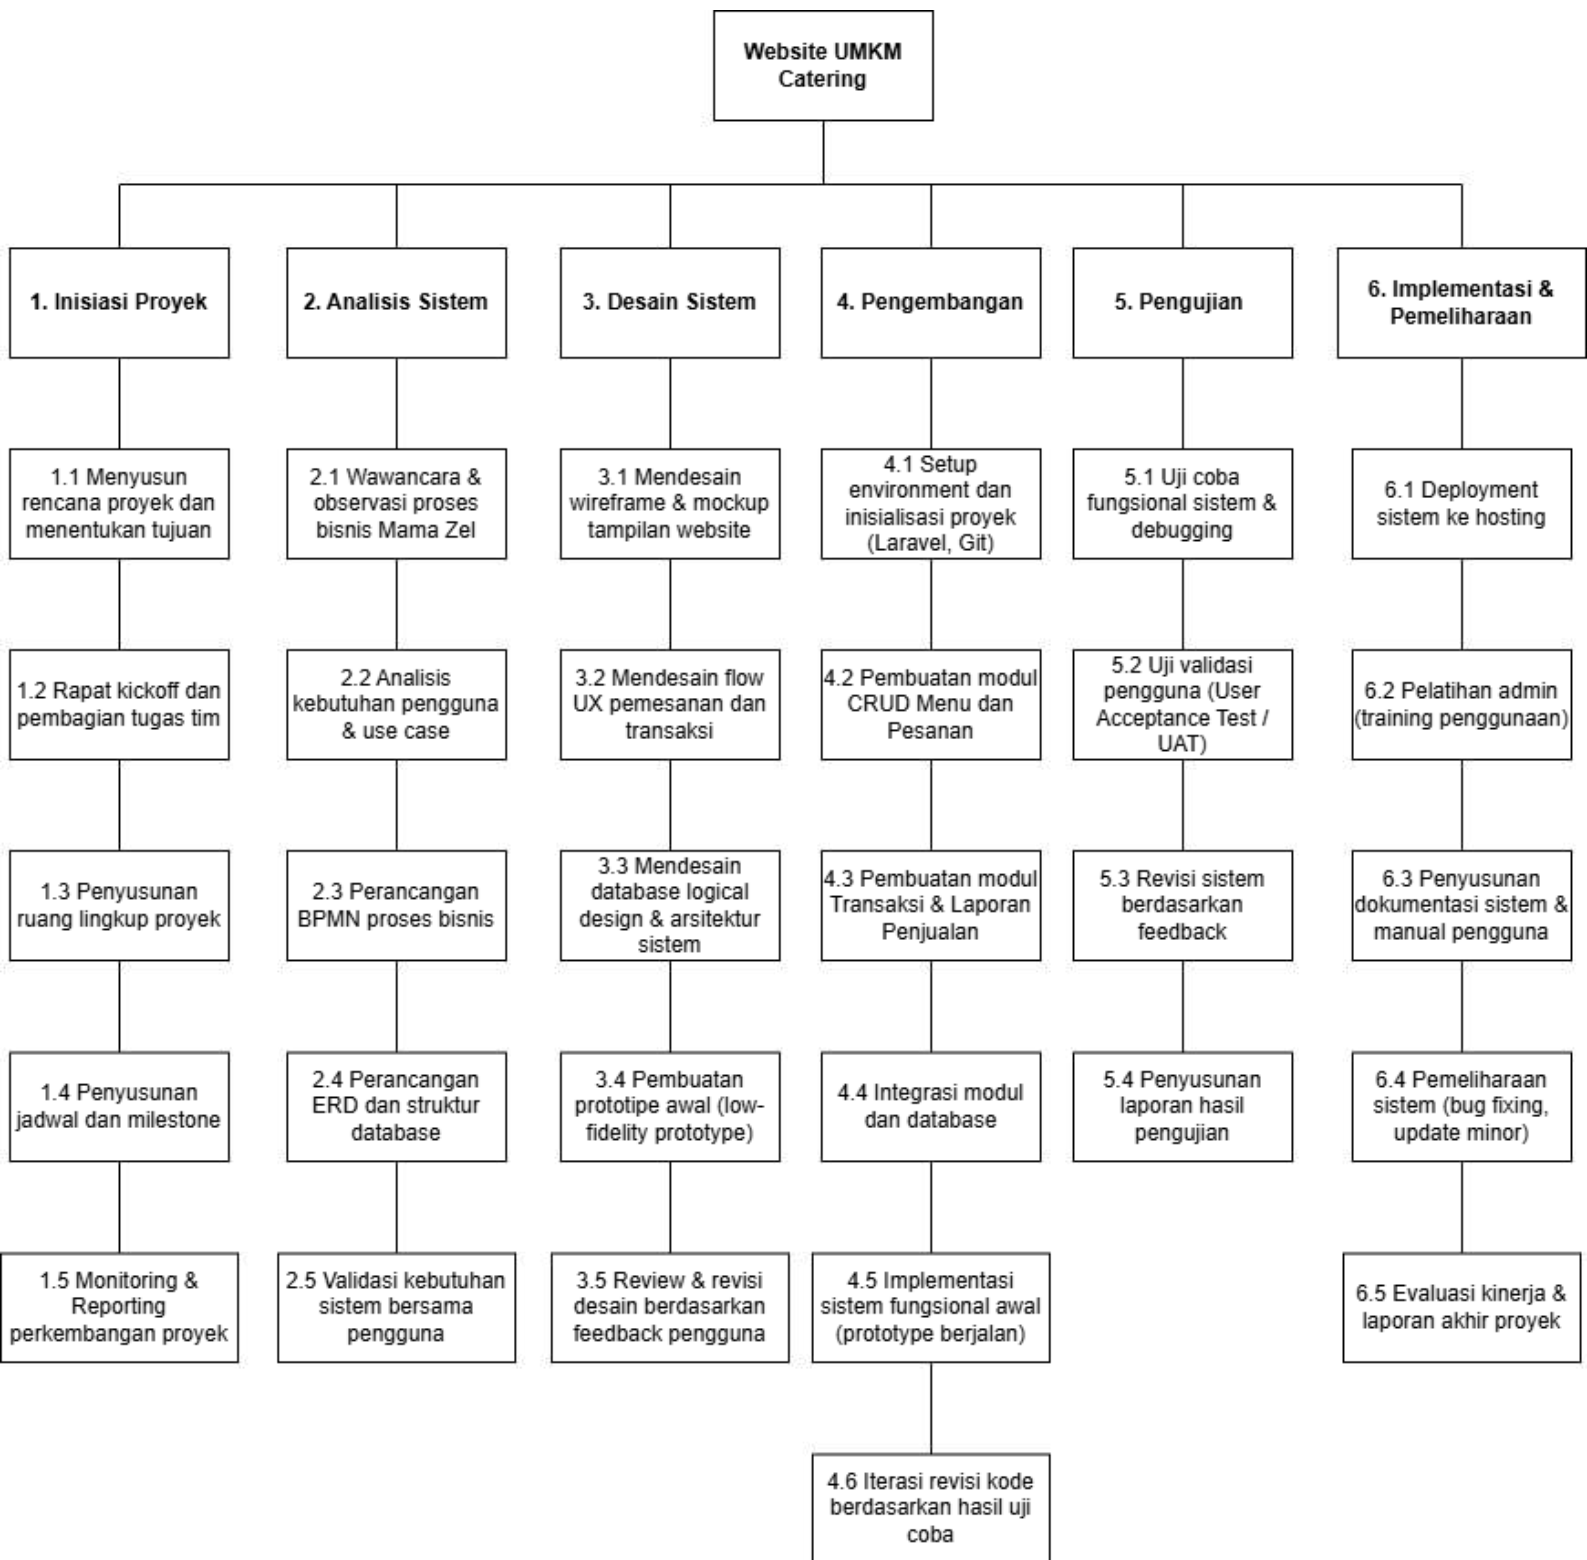 Website UMKM
Catering
1. Inisiasi Proyek
2. Analisis Sistem
3. Desain Sistem
4. Pengembangan
5. Pengujian
6. Implementasi &
Pemeliharaan
1.1 Menyusun
rencana proyek dan
menentukan tujuan
2.1 Wawancara &
observasi proses
bisnis Mama Zel
3.1 Mendesain
wireframe & mockup
tampilan website
4.1 Setup
environment dan
inisialisasi proyek
(Laravel, Git)
5.1 Uji coba
fungsional sistem &
debugging
6.1 Deployment
sistem ke hosting
1.2 Rapat kickoff dan
pembagian tugas tim
2.2 Analisis
kebutuhan pengguna
& use case
3.2 Mendesain flow
UX pemesanan dan
transaksi
4.2 Pembuatan modul
CRUD Menu dan
Pesanan
5.2 Uji validasi
pengguna (User
Acceptance Test /
UAT)
6.2 Pelatihan admin
(training penggunaan)
1.3 Penyusunan
ruang lingkup proyek
2.3 Perancangan
BPMN proses bisnis
3.3 Mendesain
database logical
design & arsitektur
sistem
4.3 Pembuatan modul
Transaksi & Laporan
Penjualan
5.3 Revisi sistem
berdasarkan
feedback
6.3 Penyusunan
dokumentasi sistem &
manual pengguna
1.4 Penyusunan
jadwal dan milestone
2.4 Perancangan
ERD dan struktur
database
3.4 Pembuatan
prototipe awal (low-
fidelity prototype)
4.4 Integrasi modul
dan database
5.4 Penyusunan
laporan hasil
pengujian
6.4 Pemeliharaan
sistem (bug fixing,
update minor)
1.5 Monitoring &
Reporting
perkembangan proyek
2.5 Validasi kebutuhan
sistem bersama
pengguna
3.5 Review & revisi
desain berdasarkan
feedback pengguna
4.5 Implementasi
sistem fungsional awal
(prototype berjalan)
6.5 Evaluasi kinerja &
laporan akhir proyek
4.6 Iterasi revisi kode
berdasarkan hasil uji
coba